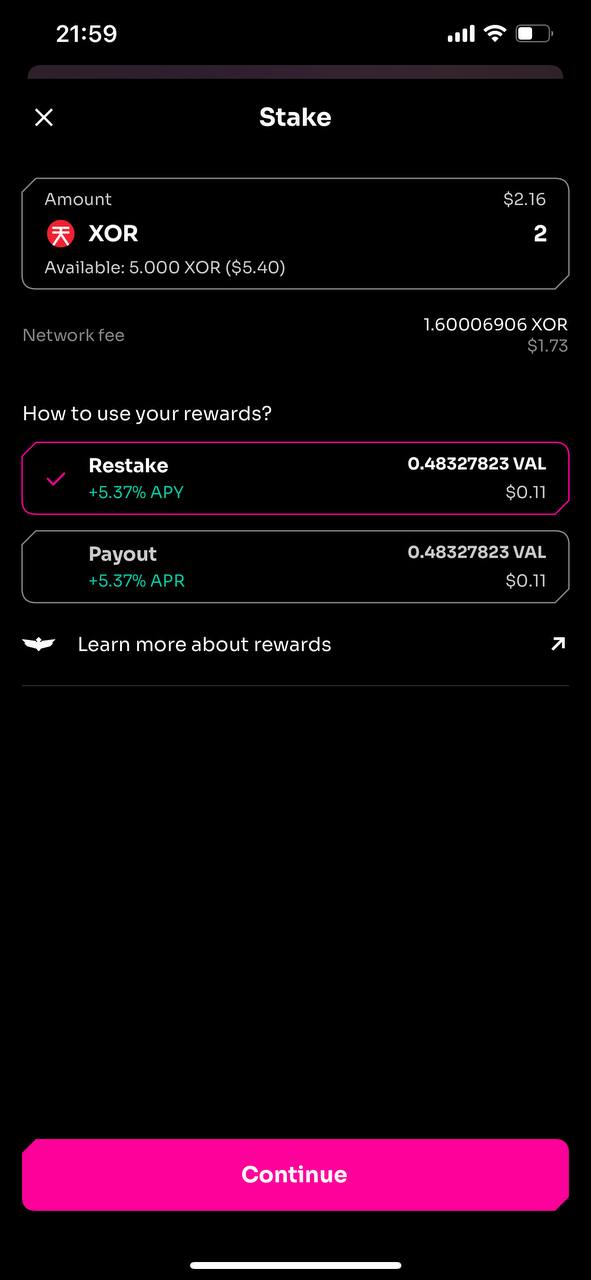 21:59
Stake
Amount
$2.16
XOR
2
Available: 5.000 XOR ($5.40)
Network fee
1.60006906 XOR
$1.73
How to use your rewards?
Restake
0.48327823 VAL
+5.37% APY
$0.11
Payout
0.48327823 VAL
+5.37% APR
$0.11
Learn more about rewards
Continue